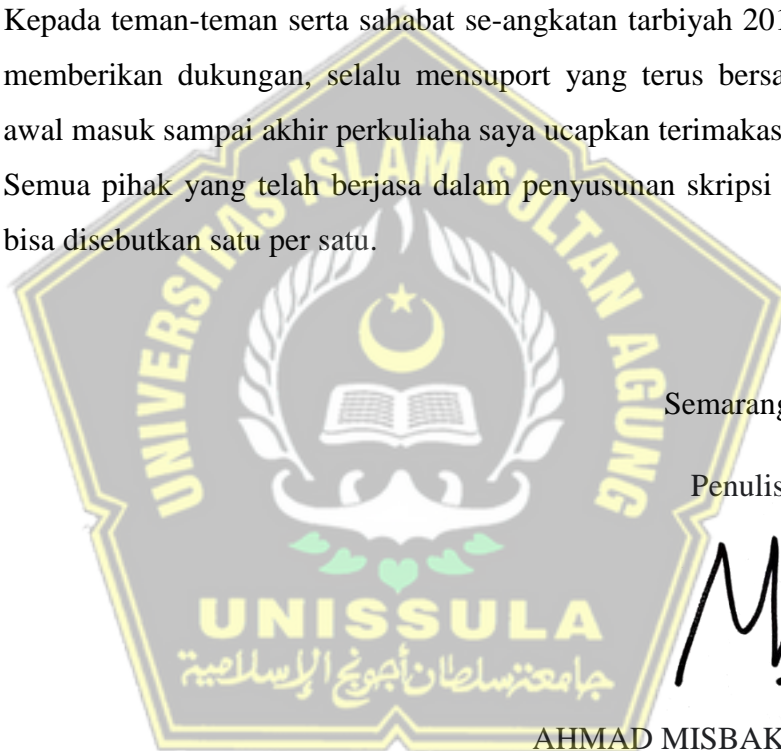 Kepada teman-teman serta sahabat se-angkatan tarbiyah 201
memberikan dukungan, selalu mensuport yang terus bersa
awal masuk sampai akhir perkuliaha saya ucapkan terimakas
Semua pihak yang telah berjasa dalam penyusunan skripsi
bisa disebutkan satu per satu.
UNIVERSITAS ISLAM SULTAN AGUNG
Semarang
Penulis
UNISSULA
جامعة سلطان أجونج الإسلامية
AHMAD MISBAK